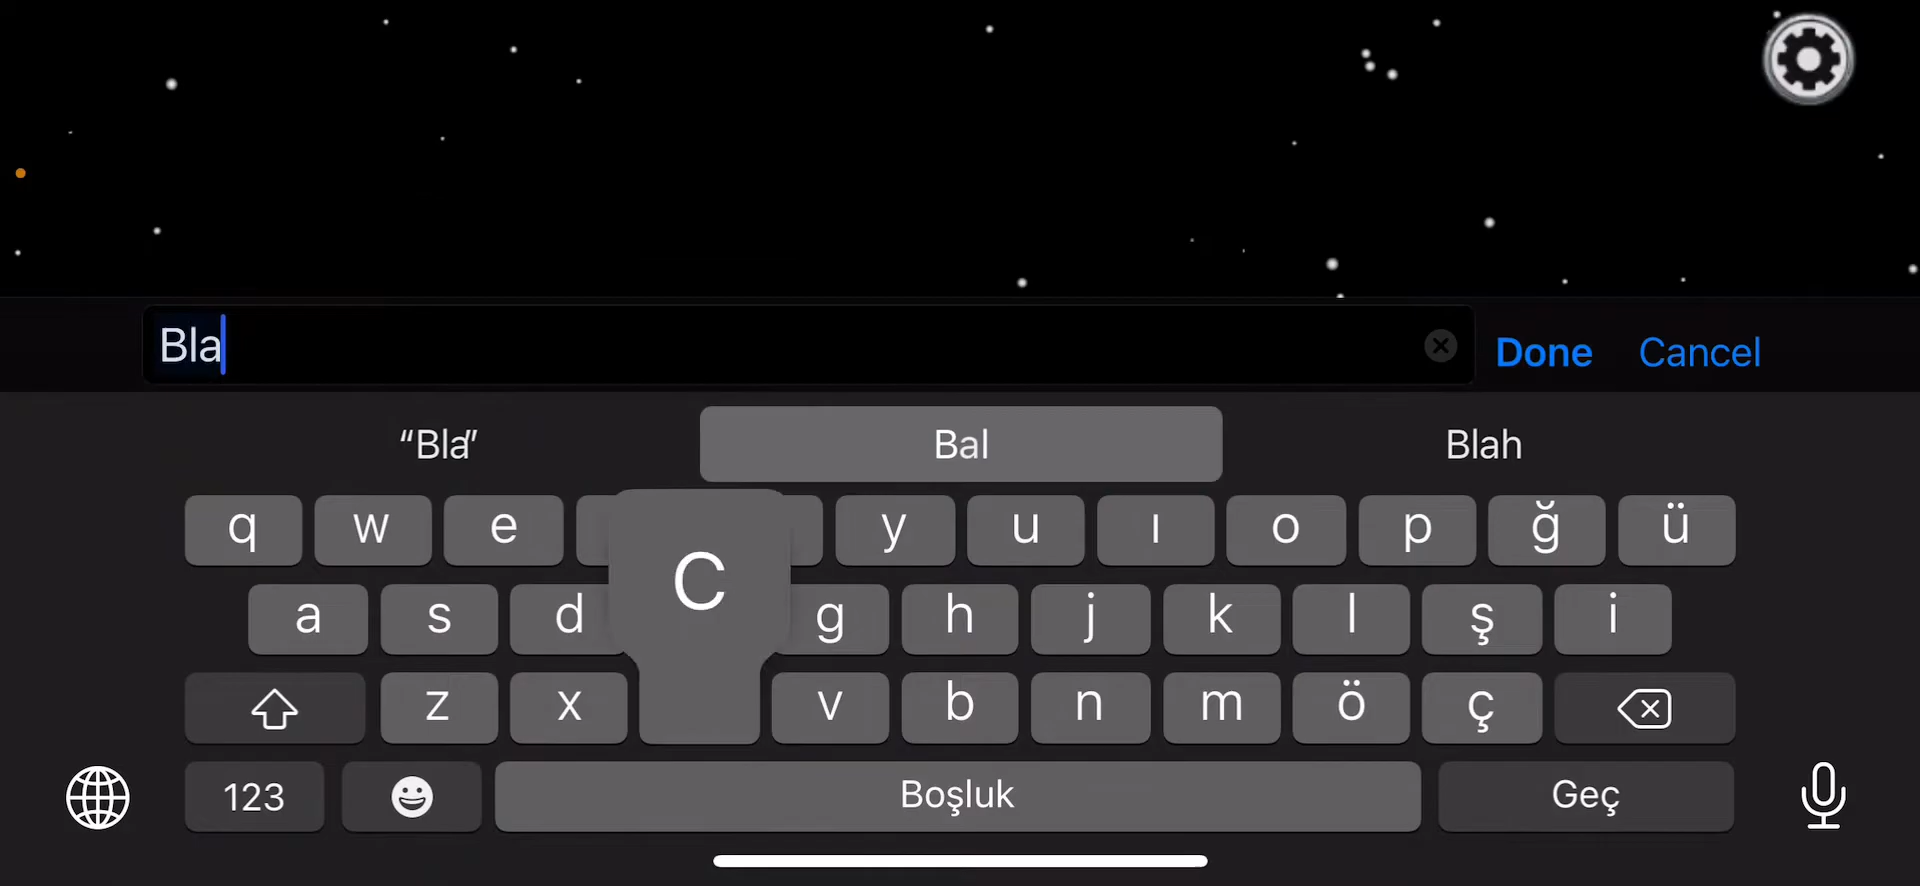 Bla
Done Cancel
“Bla” Bal Blah
q w e y u ı o p ğ ü
C
a s d g h j k l ş i
z x v b n m ö ç
123 Boşluk Geç